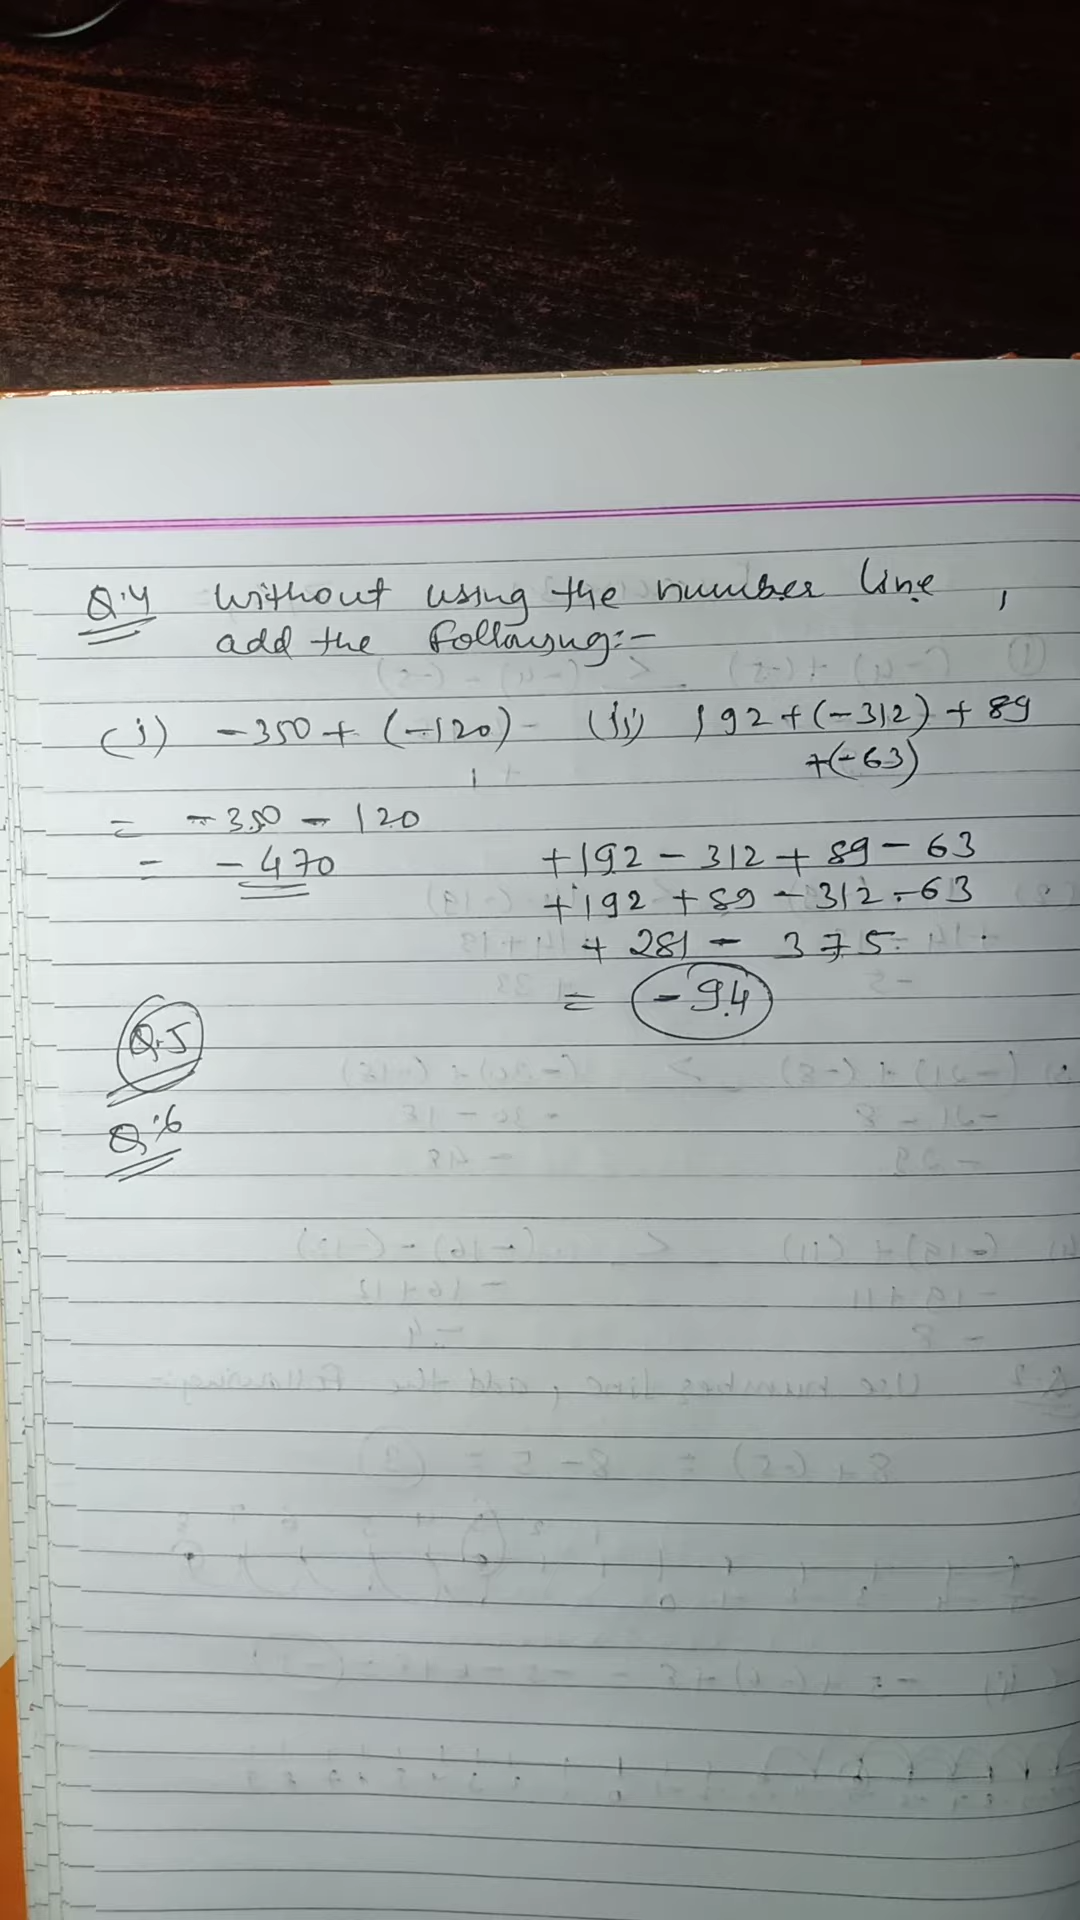 Q.4 Without using the number line,
add the following:-
(i) -350 + (-120)
= -350 - 120
= -470
(ii) 192 + (-312) + 89
+(-63)
+192 - 312 + 89 - 63
+192 + 89 - 312 - 63
+ 281 - 375
= -94
Q.5
Q.6